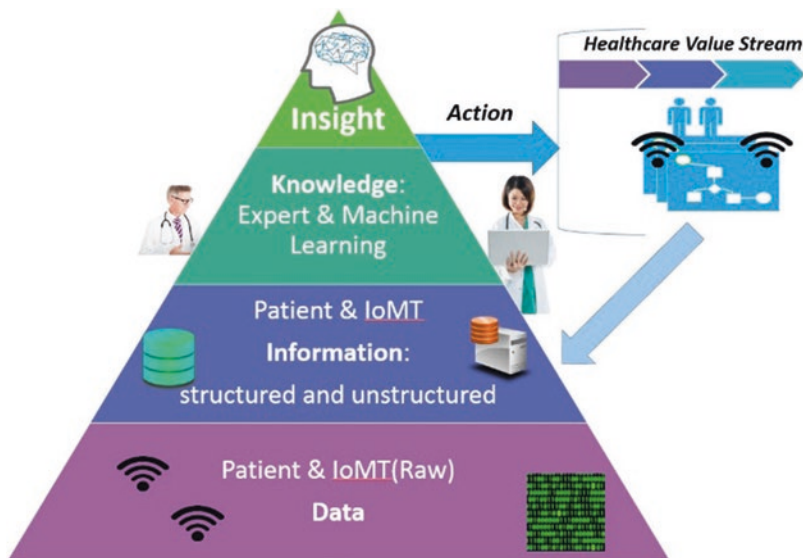 Healthcare Value Stream
Action
Insight
Knowledge:
Expert & Machine
Learning
Patient & IoMT
Information:
structured and unstructured
Patient & IoMT(Raw)
Data